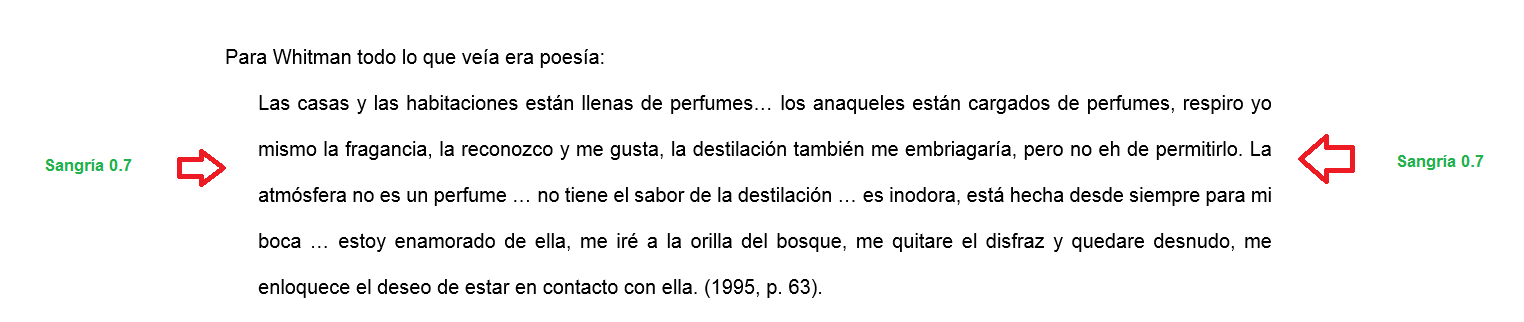 Para Whitman todo lo que veía era poesía:
Las casas y las habitaciones están llenas de perfumes… los anaqueles están cargados de perfumes, respiro yo
mismo la fragancia, la reconozco y me gusta, la destilación también me embriagaría, pero no eh de permitirlo. La
Sangría 0.7
Sangría 0.7
atmósfera no es un perfume … no tiene el sabor de la destilación … es inodora, está hecha desde siempre para mi
boca … estoy enamorado de ella, me iré a la orilla del bosque, me quitare el disfraz y quedare desnudo, me
enloquece el deseo de estar en contacto con ella. (1995, p. 63).